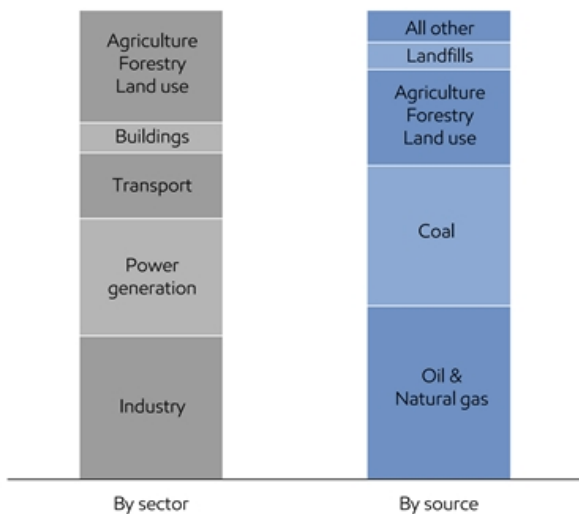 Agriculture
Forestry
Land use
Buildings
Transport
Power
generation
Industry
By sector
All other
Landfills
Agriculture
Forestry
Land use
Coal
Oil &
Natural gas
By source